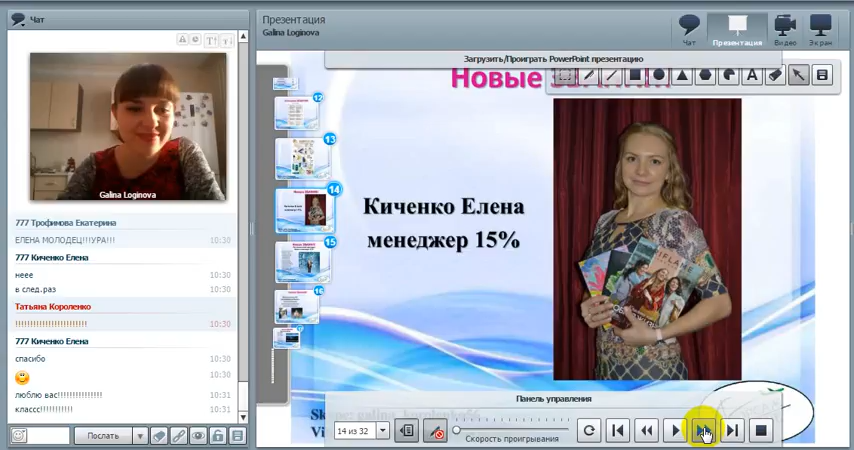 Чат
Презентация
Galina Loginova
Чат
Презентация
Видео
Экран
Загрузить/Проиграть PowerPoint презентацию
A
Galina Loginova
777 Трофимова Екатерина
ЕЛЕНА МОЛОДЕЦ!!!УРА!!!
10:30
777 Киченко Елена
неее
10:30
в след.раз
10:30
Татьяна Короленко
!!!!!!!!!!!!!!!!!!!!!!!!
10:30
777 Киченко Елена
спасибо
10:30
10:30
люблю вас!!!!!!!!!!!!!!!
10:31
класс!!!!!!!!!!!
10:31
Послать
12
13
14
15
16
Новые
Киченко Елена
менеджер 15%
Панель управления
14 из 32
Скорость проигрывания